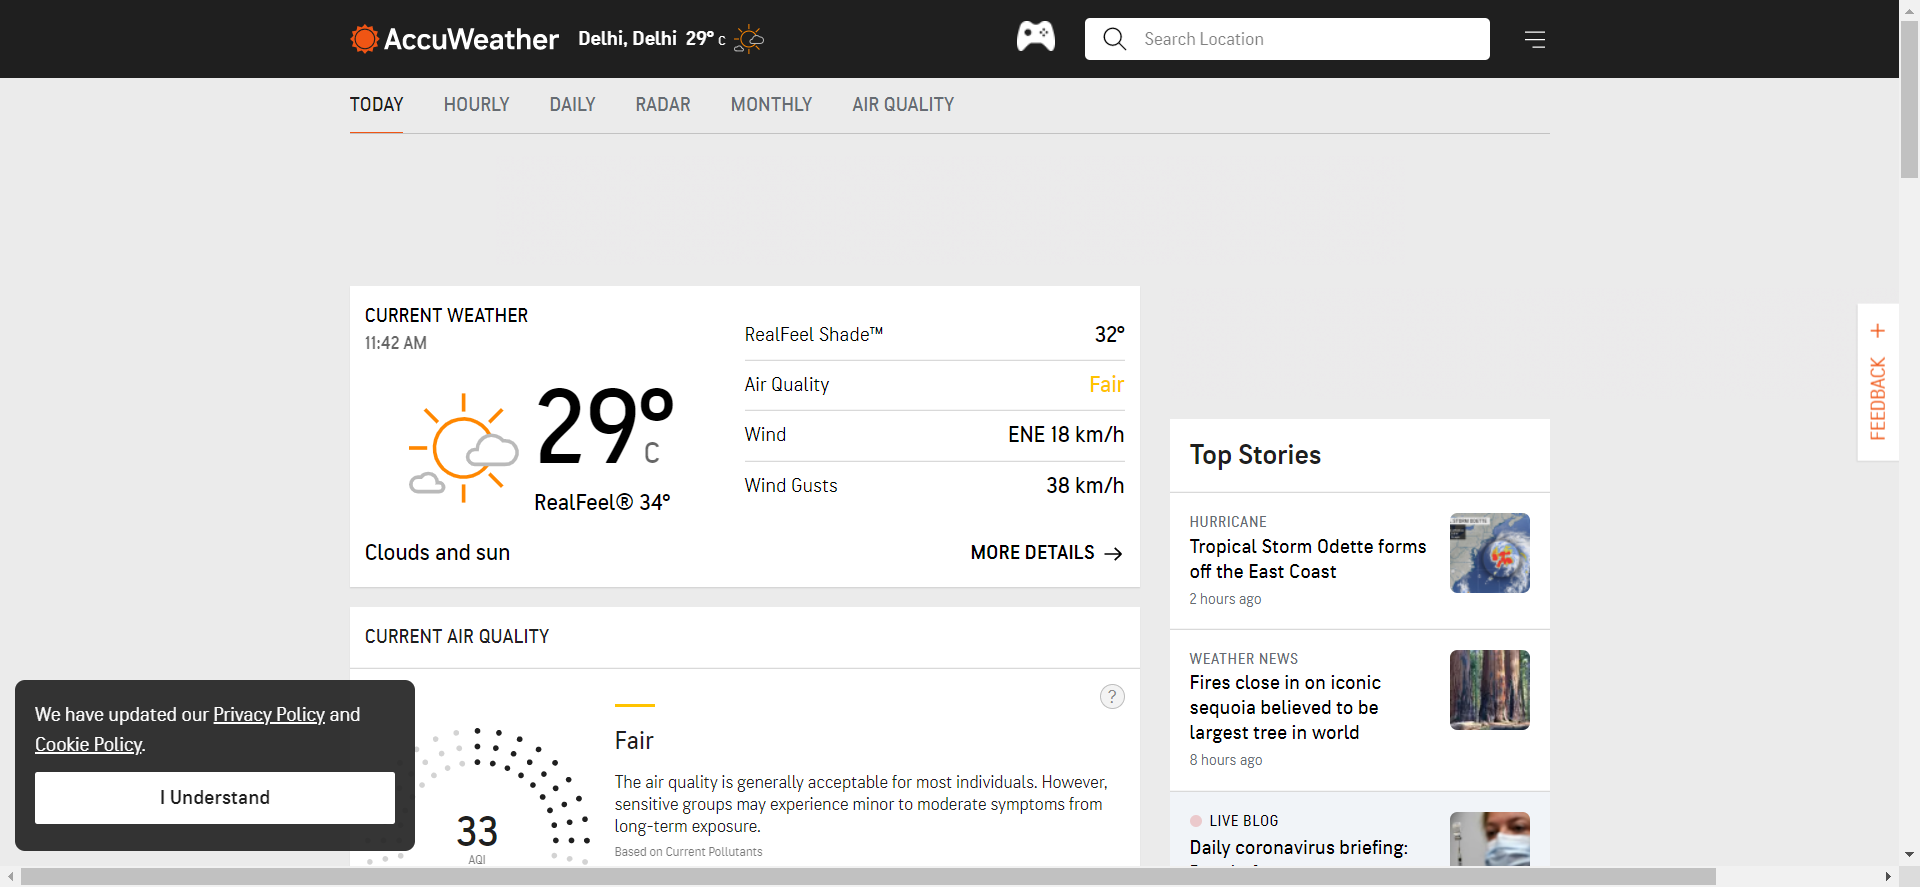 AccuWeather
Delhi, Delhi 29° C
Search Location
TODAY
HOURLY
DAILY
RADAR
MONTHLY
AIR QUALITY
CURRENT WEATHER
11:42 AM
29°
C
RealFeel® 34°
Clouds and sun
RealFeel Shade™ 32°
Air Quality Fair
Wind ENE 18 km/h
Wind Gusts 38 km/h
MORE DETAILS
CURRENT AIR QUALITY
?
Fair
The air quality is generally acceptable for most individuals. However,
sensitive groups may experience minor to moderate symptoms from
long-term exposure.
Based on Current Pollutants
33
AQI
Top Stories
HURRICANE
Tropical Storm Odette forms
off the East Coast
2 hours ago
WEATHER NEWS
Fires close in on iconic
sequoia believed to be
largest tree in world
8 hours ago
LIVE BLOG
Daily coronavirus briefing:
FEEDBACK +
We have updated our Privacy Policy and
Cookie Policy.
I Understand